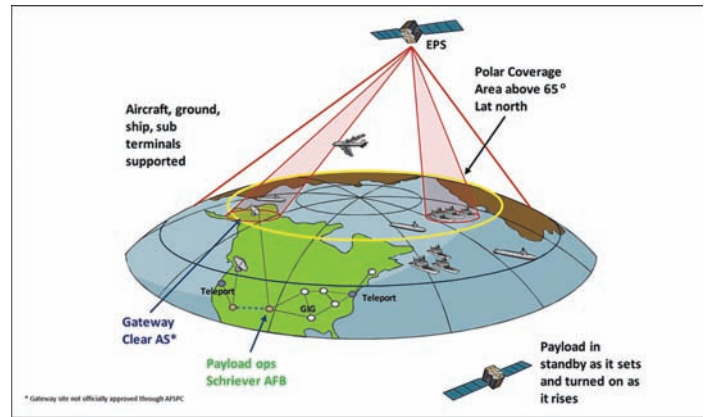 EPS
Polar Coverage
Area above 65°
Lat north
Aircraft, ground,
ship, sub
terminals
supported
Teleport
GIG
Teleport
Gateway
Clear AS*
Payload ops
Schriever AFB
Payload in
standby as it sets
and turned on as
it rises
* Gateway site not officially approved through AFSPC